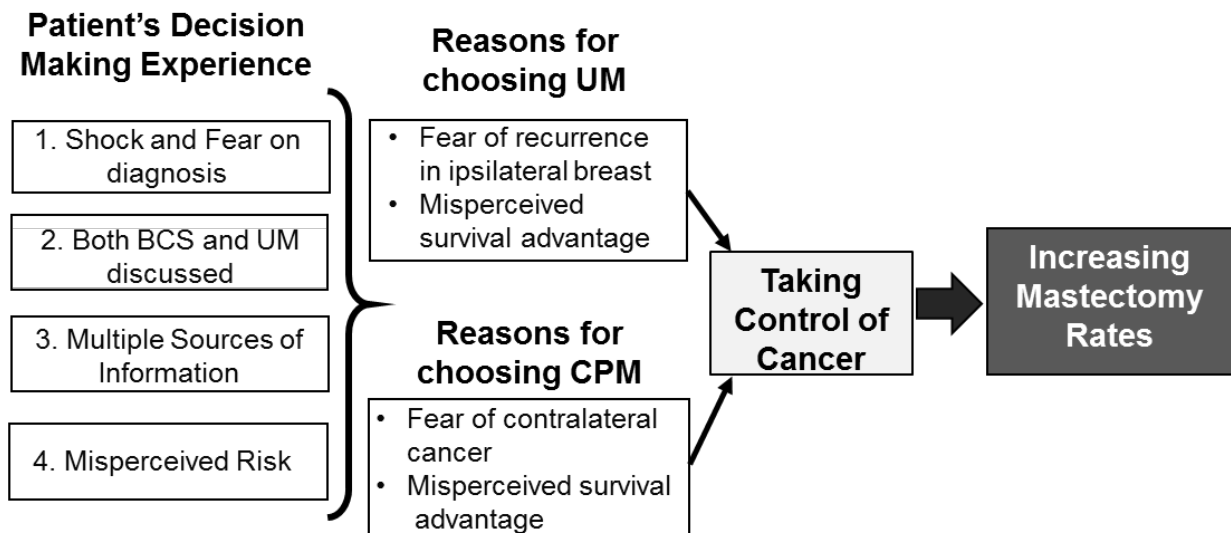 Patient’s Decision
Making Experience
1. Shock and Fear on
diagnosis
2. Both BCS and UM
discussed
3. Multiple Sources of
Information
4. Misperceived Risk
Reasons for
choosing UM
• Fear of recurrence
in ipsilateral breast
• Misperceived
survival advantage
Reasons for
choosing CPM
• Fear of contralateral
cancer
• Misperceived survival
advantage
Taking
Control of
Cancer
Increasing
Mastectomy
Rates